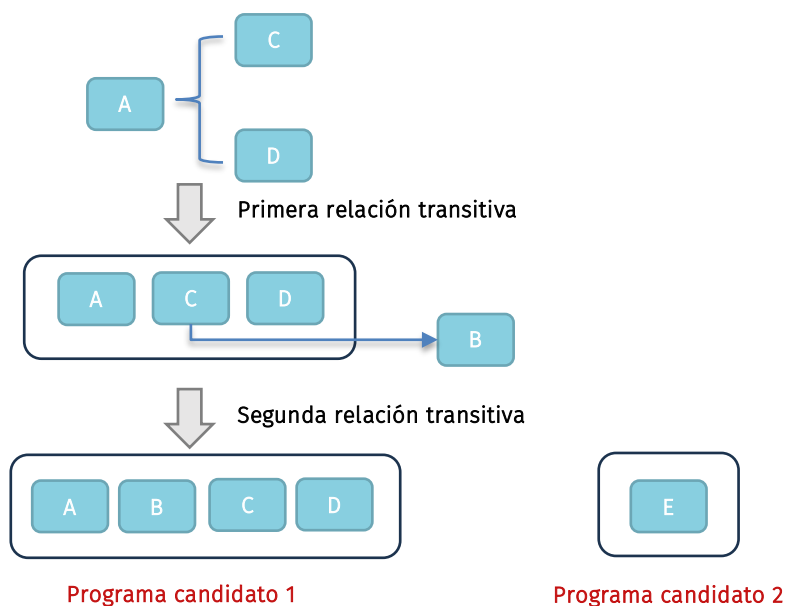 C
A
D
Primera relación transitiva
A C D
B
Segunda relación transitiva
A B C D
E
Programa candidato 1
Programa candidato 2